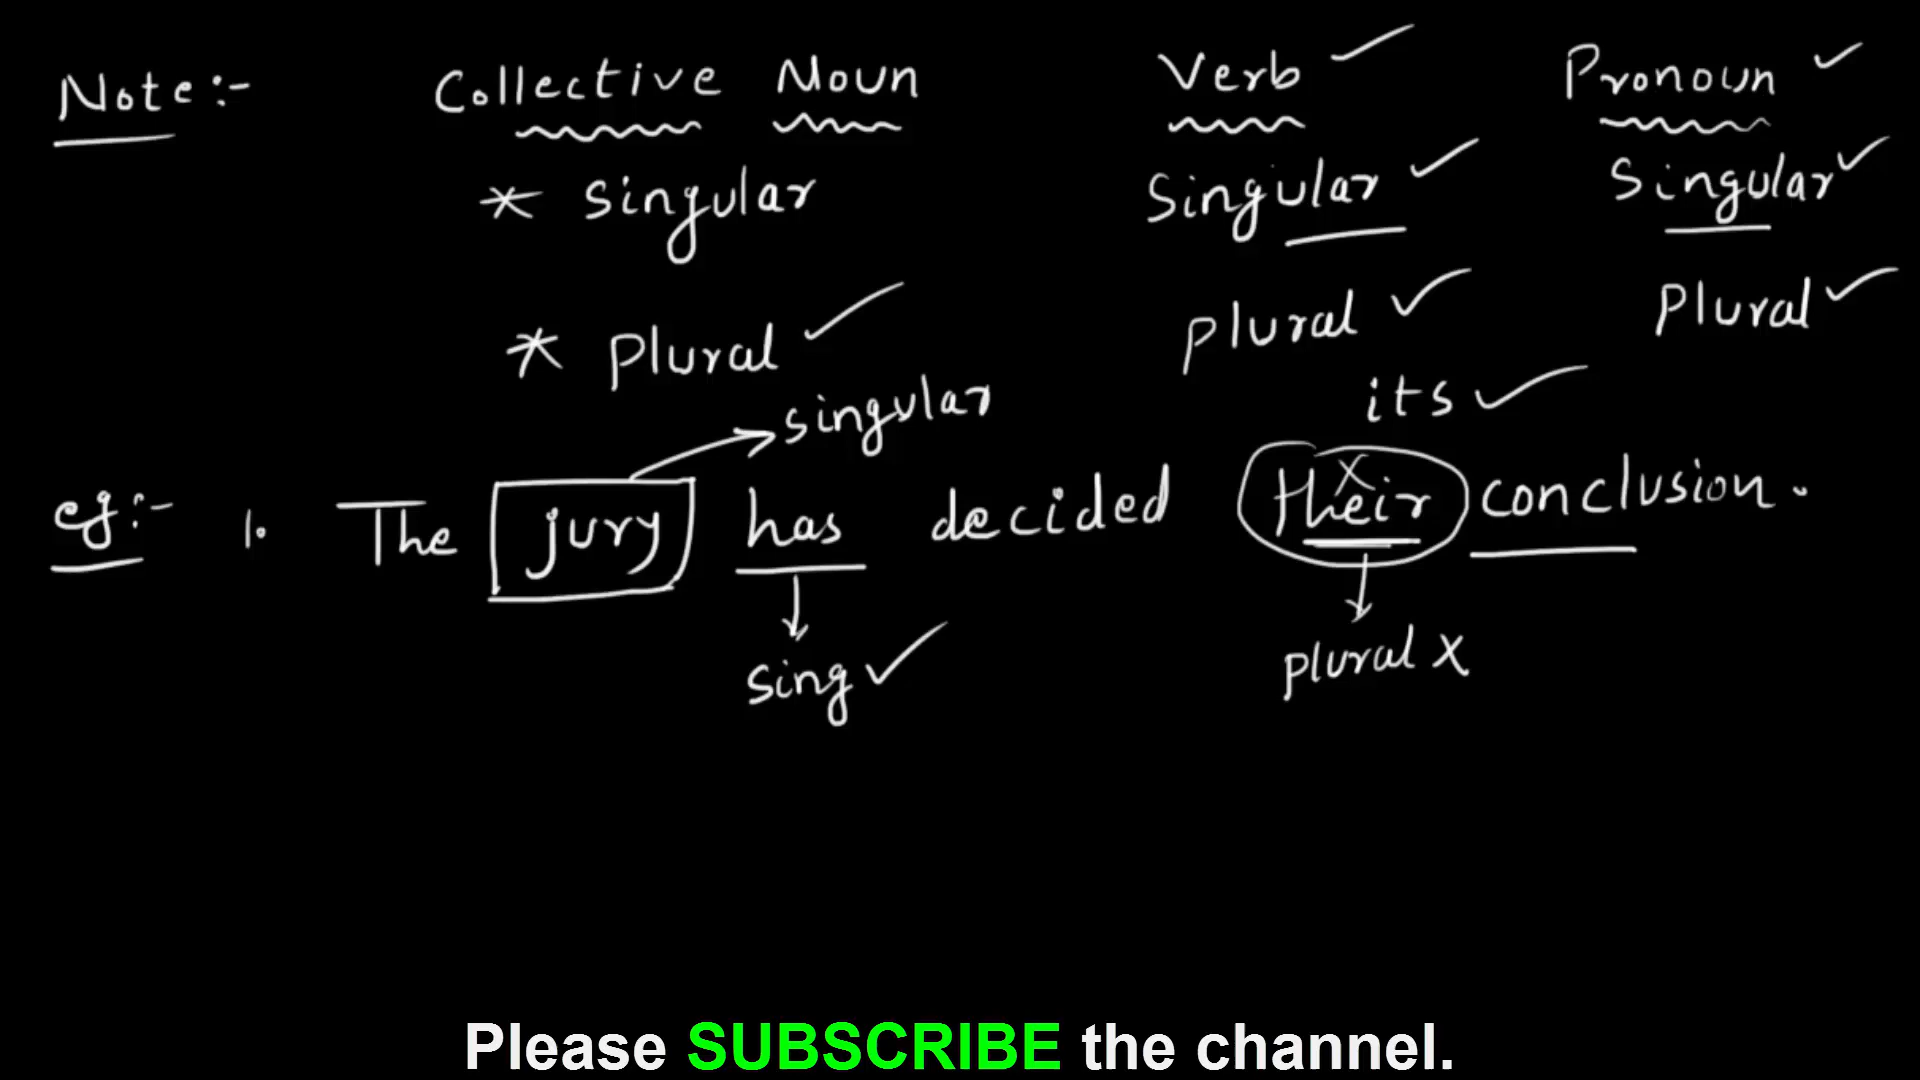 Note:- Collective Noun Verb ✓ Pronoun ✓
* Singular Singular ✓ Singular ✓
* Plural ✓ plural ✓ Plural ✓
singular its ✓
eg:- 1. The jury has decided their x conclusion.
sing ✓ plural x
Please SUBSCRIBE the channel.